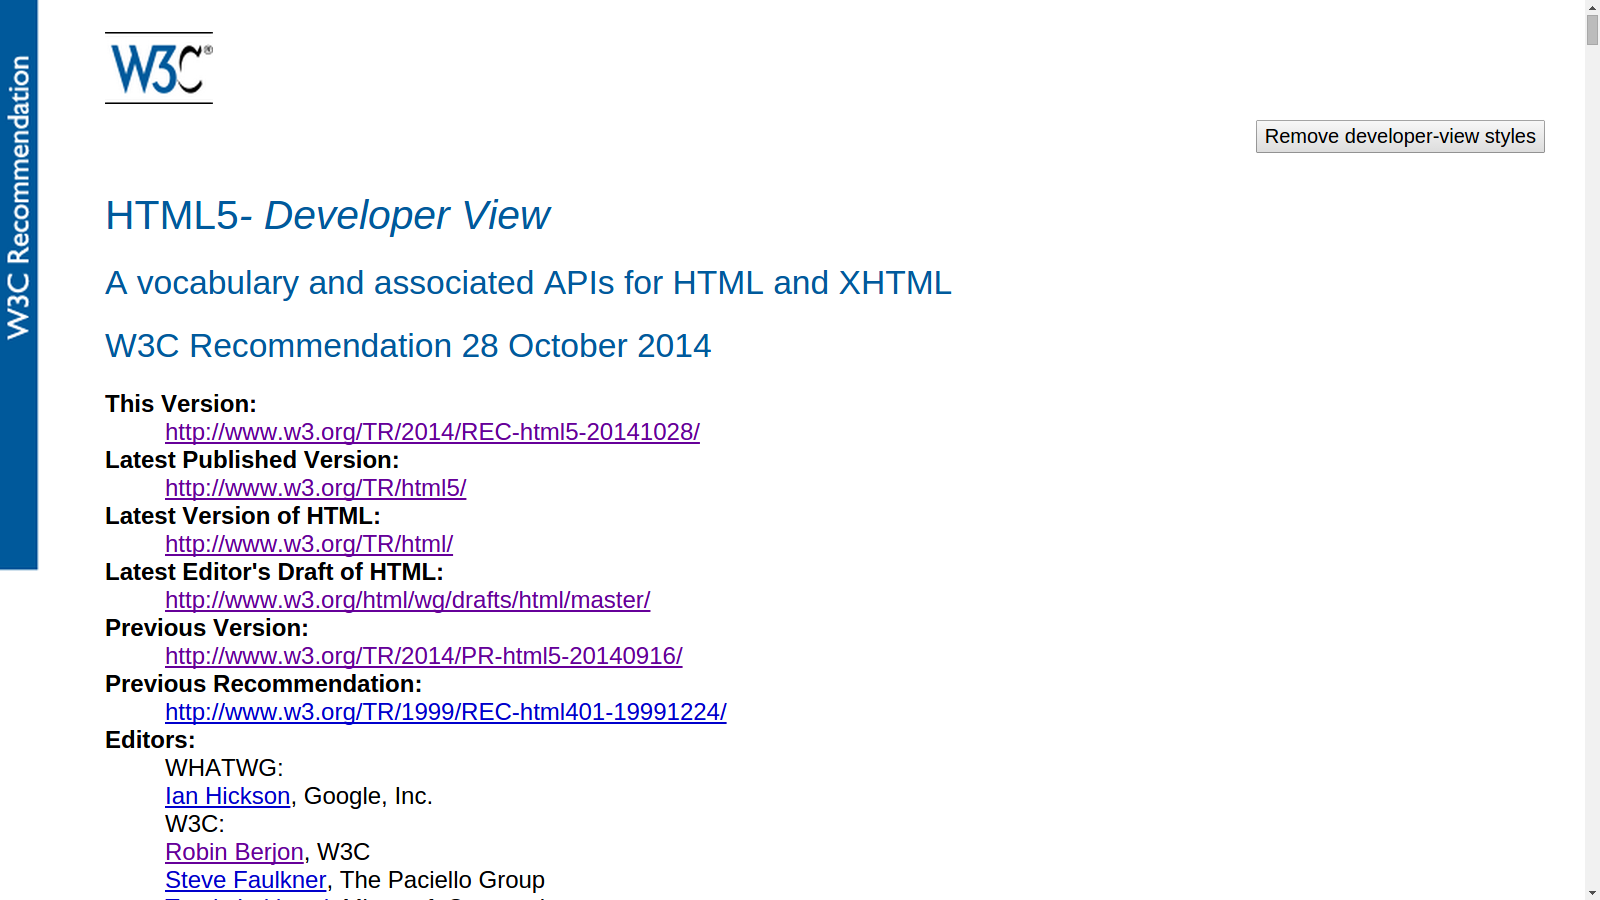 W3C Recommendation
W3C®
Remove developer-view styles
HTML5- Developer View
A vocabulary and associated APIs for HTML and XHTML
W3C Recommendation 28 October 2014
This Version:
http://www.w3.org/TR/2014/REC-html5-20141028/
Latest Published Version:
http://www.w3.org/TR/html5/
Latest Version of HTML:
http://www.w3.org/TR/html/
Latest Editor's Draft of HTML:
http://www.w3.org/html/wg/drafts/html/master/
Previous Version:
http://www.w3.org/TR/2014/PR-html5-20140916/
Previous Recommendation:
http://www.w3.org/TR/1999/REC-html401-19991224/
Editors:
WHATWG:
Ian Hickson, Google, Inc.
W3C:
Robin Berjon, W3C
Steve Faulkner, The Paciello Group